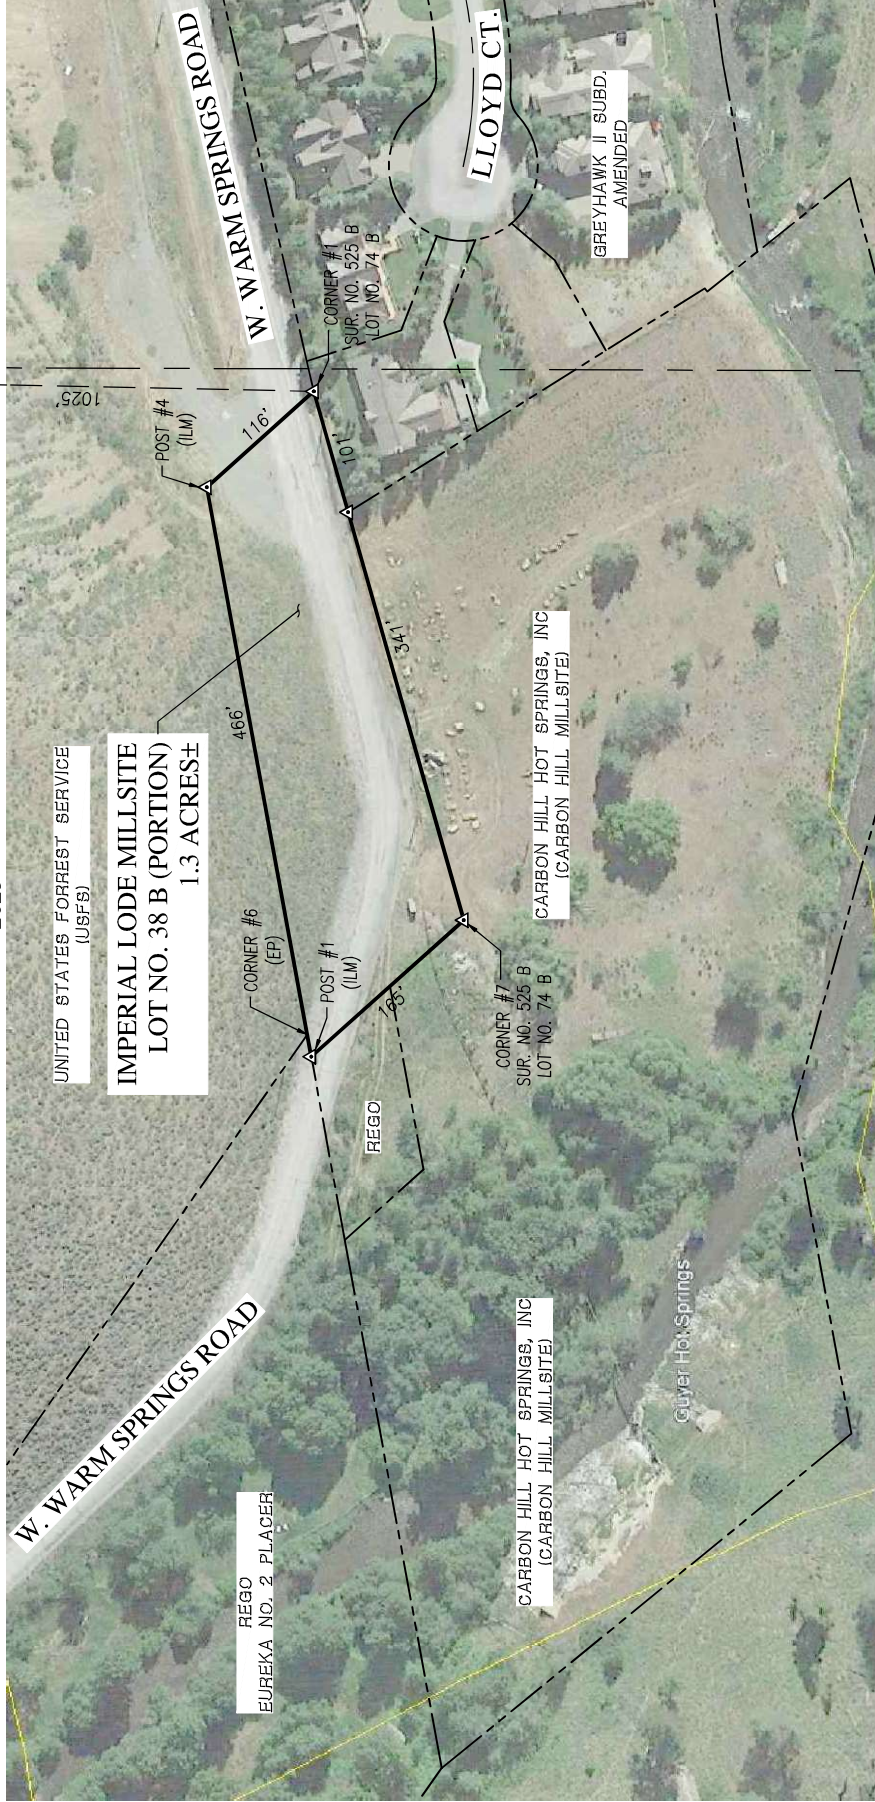 W. WARM SPRINGS ROAD
LLOYD CT.
GREYHAWK II SUBD.
AMENDED
1025'
CORNER #1
SUR. NO. 525 B
LOT NO. 74 B
POST #4
(ILM)
116'
101'
341'
466'
UNITED STATES FORREST SERVICE
(USFS)
IMPERIAL LODE MILLSITE
LOT NO. 38 B (PORTION)
1.3 ACRES±
CARBON HILL HOT SPRINGS, INC
(CARBON HILL MILLSITE)
CORNER #6
(EP)
POST #1
(ILM)
165'
CORNER #7
SUR. NO. 525 B
LOT NO. 74 B
REGO
W. WARM SPRINGS ROAD
Guyer Hot Springs
CARBON HILL HOT SPRINGS, INC
(CARBON HILL MILLSITE)
REGO
EUREKA NO. 2 PLACER